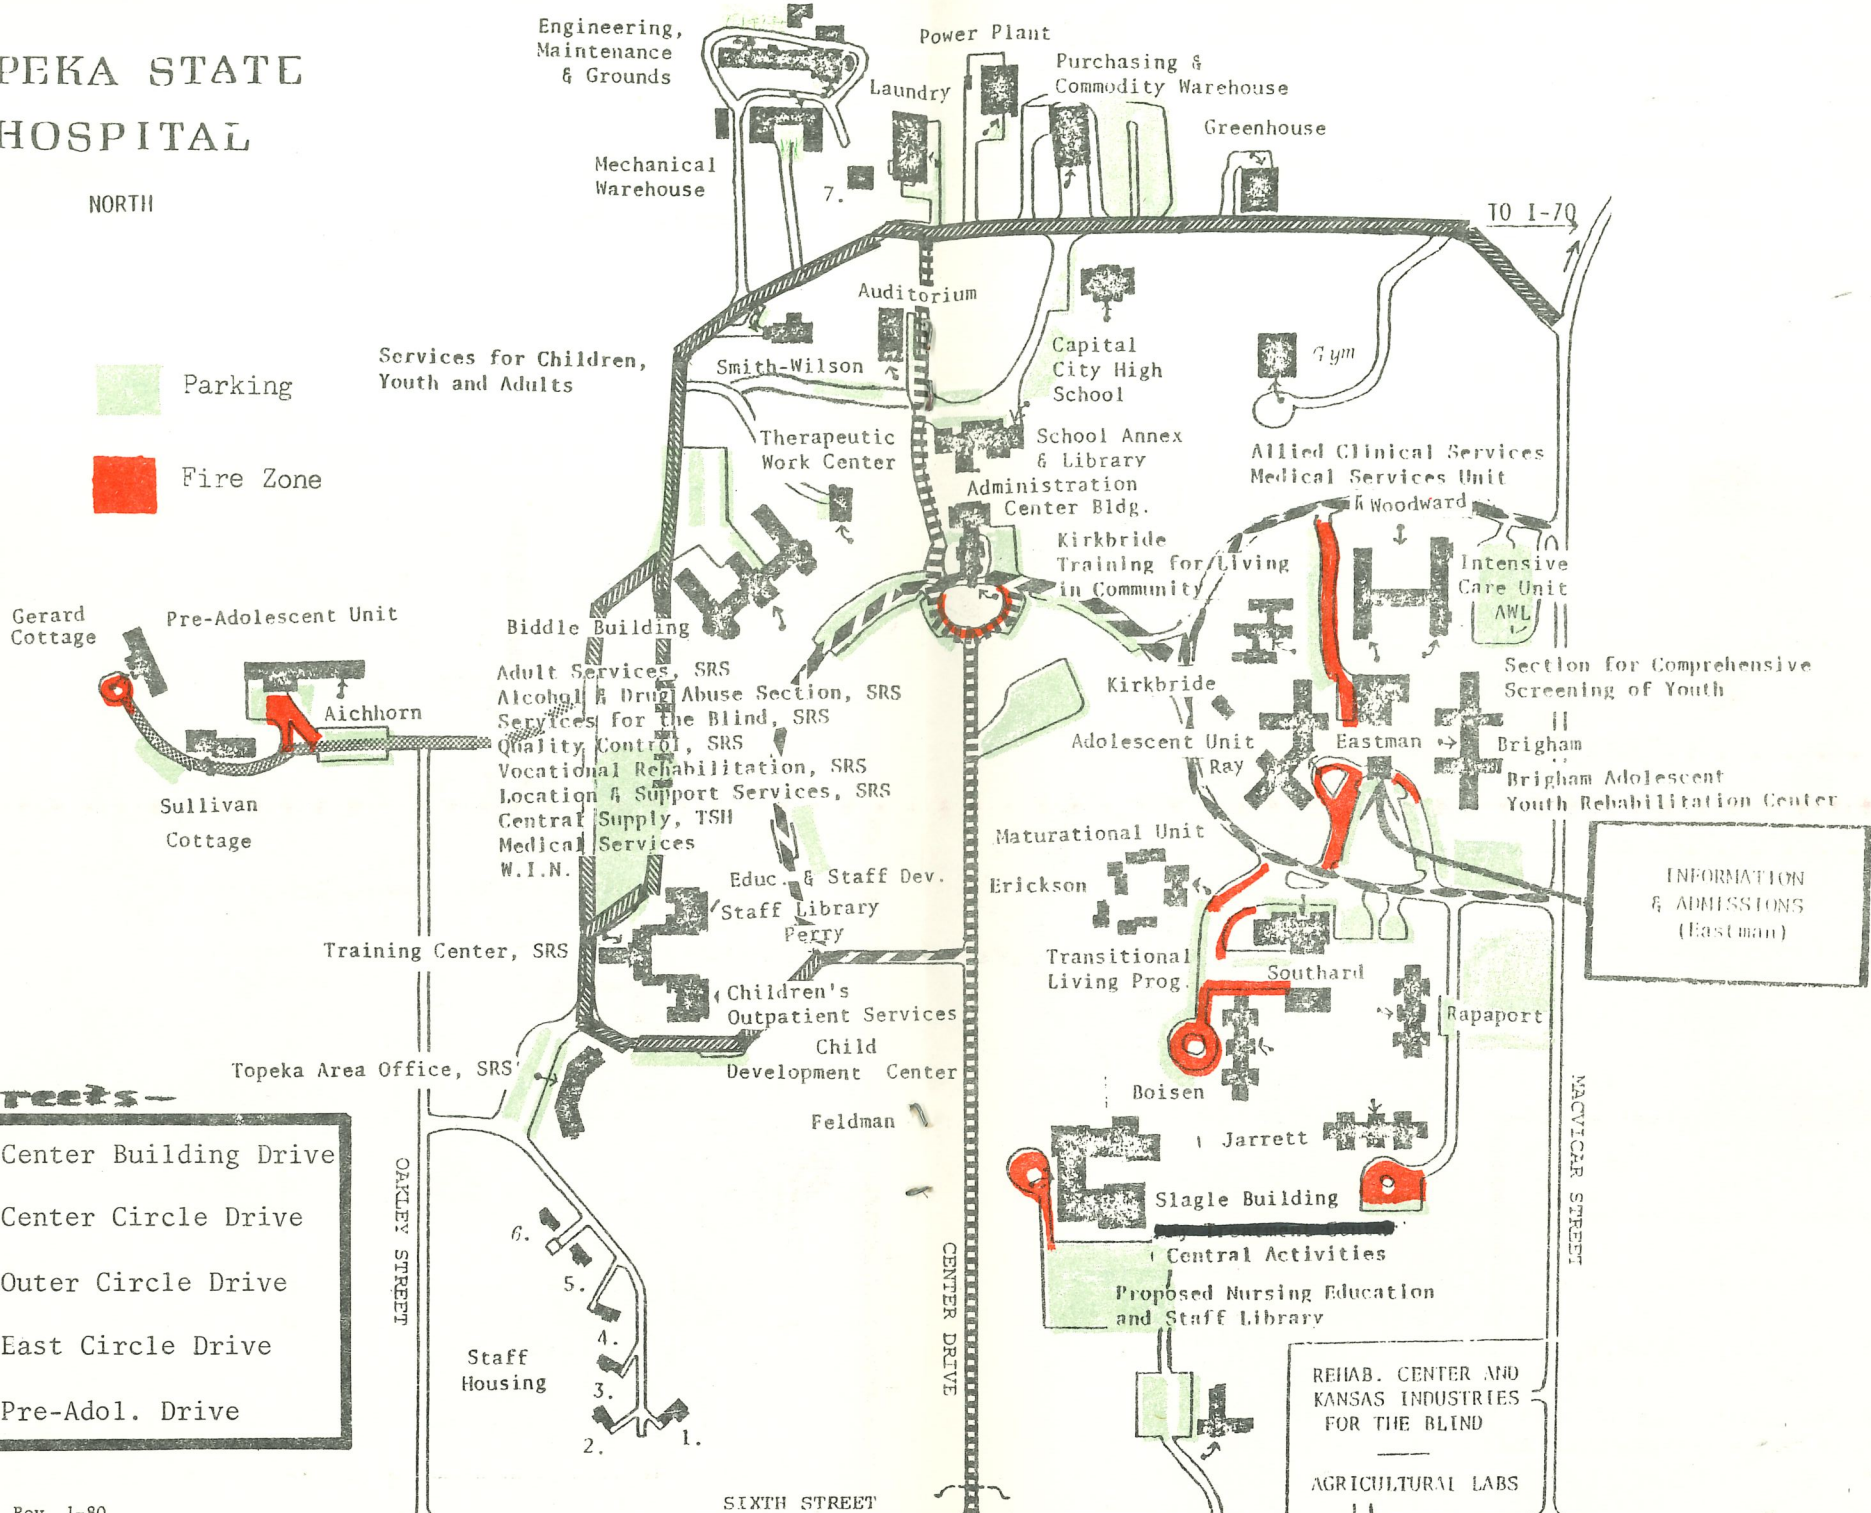 PEKA STATE
HOSPITAL
NORTH
Parking
Fire Zone
Engineering,
Maintenance
& Grounds
Power Plant
Purchasing &
Commodity Warehouse
Laundry
Greenhouse
Mechanical
Warehouse
7.
TO I-70
Auditorium
Services for Children,
Youth and Adults
Smith-Wilson
Capital
City High
School
Gym
Therapeutic
Work Center
School Annex
& Library
Administration
Center Bldg.
Allied Clinical Services
Medical Services Unit
Woodward
Kirkbride
Training for Living
in Community
Intensive
Care Unit
AWL
Gerard
Cottage
Pre-Adolescent Unit
Biddle Building
Adult Services, SRS
Alcohol & Drug Abuse Section, SRS
Services for the Blind, SRS
Quality Control, SRS
Vocational Rehabilitation, SRS
Location & Support Services, SRS
Central Supply, TSH
Medical Services
W.I.N.
Aichhorn
Sullivan
Cottage
Kirkbride
Section for Comprehensive
Screening of Youth
Adolescent Unit
Ray
Eastman
Brigham
Brigham Adolescent
Youth Rehabilitation Center
Maturational Unit
Erickson
INFORMATION
& ADMISSIONS
(Eastman)
Educ. & Staff Dev.
Staff Library
Perry
Training Center, SRS
Transitional
Living Prog.
Southard
Children's
Outpatient Services
Rapaport
Child
Development Center
Topeka Area Office, SRS
Boisen
Feldman
Jarrett
reets-
Center Building Drive
Center Circle Drive
Outer Circle Drive
East Circle Drive
Pre-Adol. Drive
OAKLEY STREET
MACVICAR STREET
CENTER DRIVE
Slagle Building
Central Activities
Proposed Nursing Education
and Staff Library
6.
5.
4.
3.
2.
1.
Staff
Housing
REHAB. CENTER AND
KANSAS INDUSTRIES
FOR THE BLIND
AGRICULTURAL LABS
SIXTH STREET
Rev. 1-80